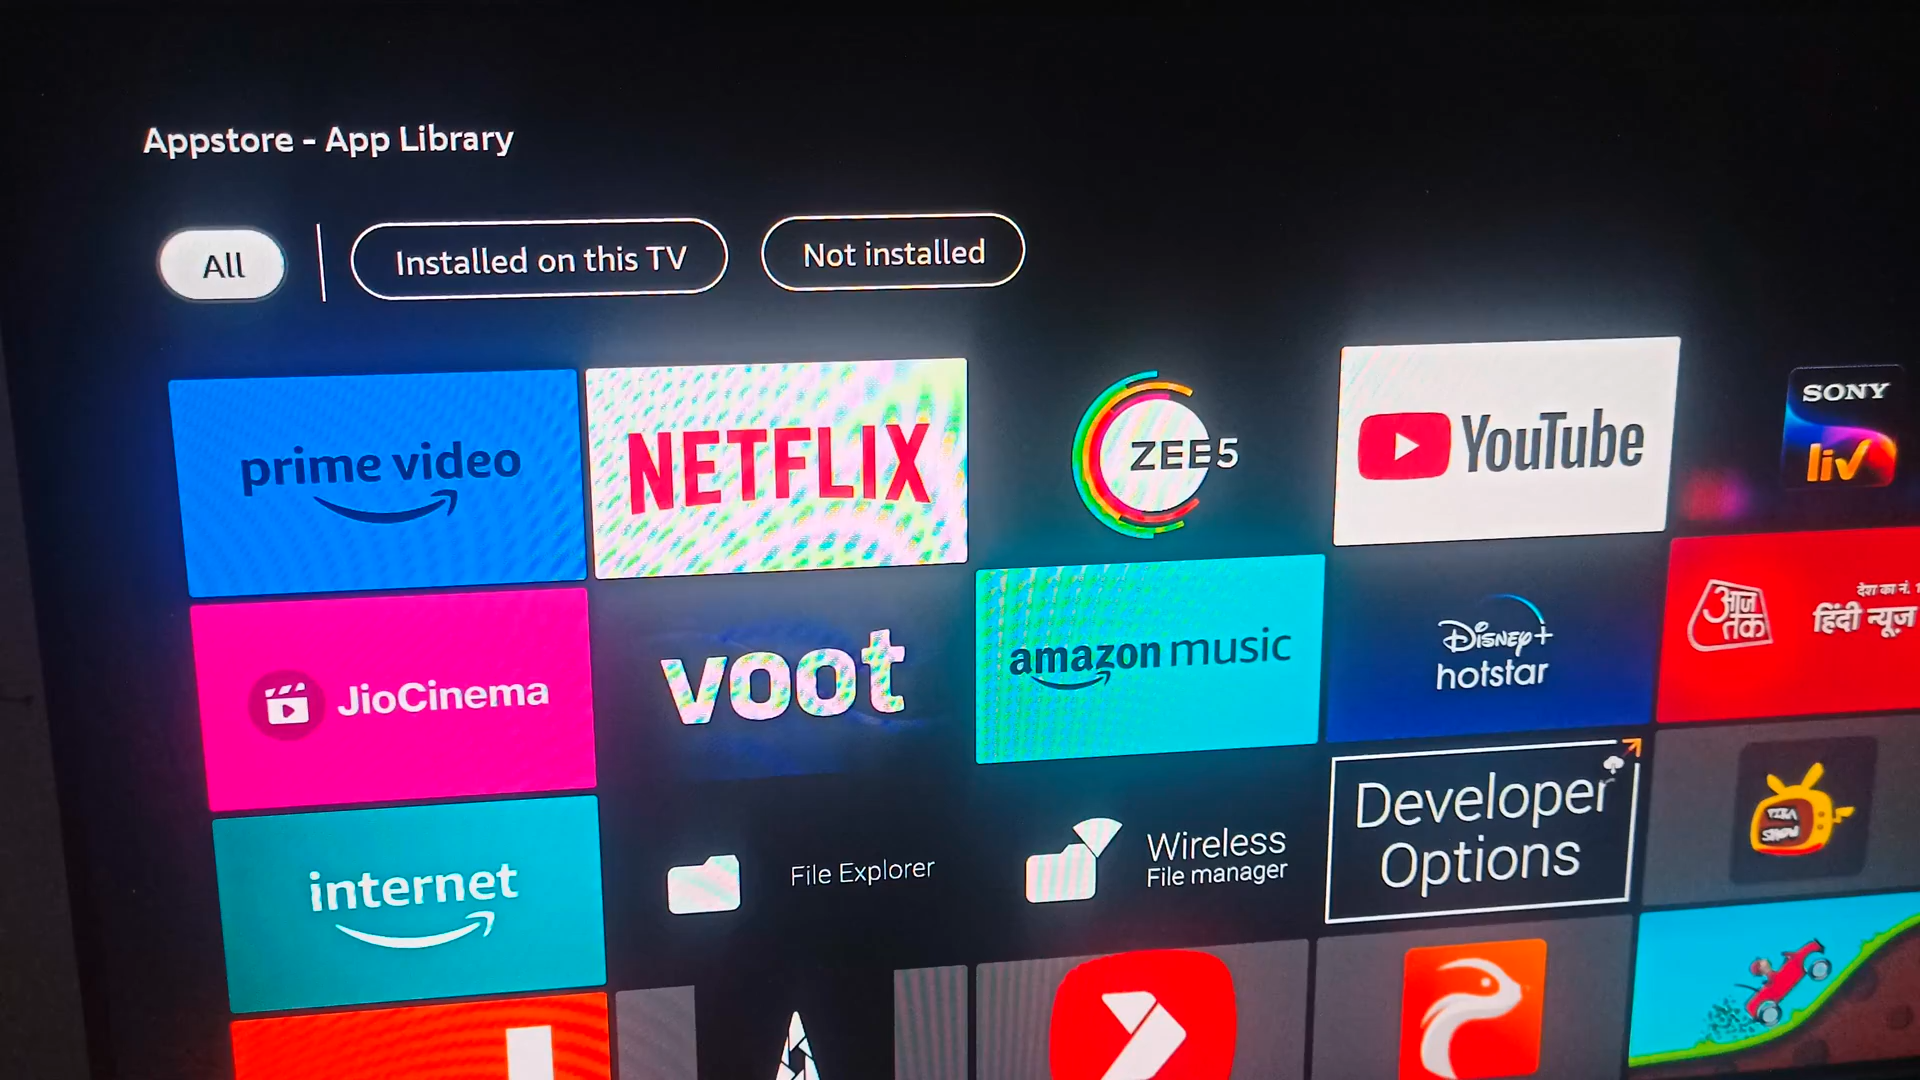 Appstore - App Library
All
Installed on this TV
Not installed
prime video
NETFLIX
ZEE5
YouTube
SONY
liv
JioCinema
voot
amazon music
Disney+
hotstar
आज
तक
देश का नं.
हिंदी न्यूज़
internet
File Explorer
Wireless
File manager
Developer
Options
SHOW